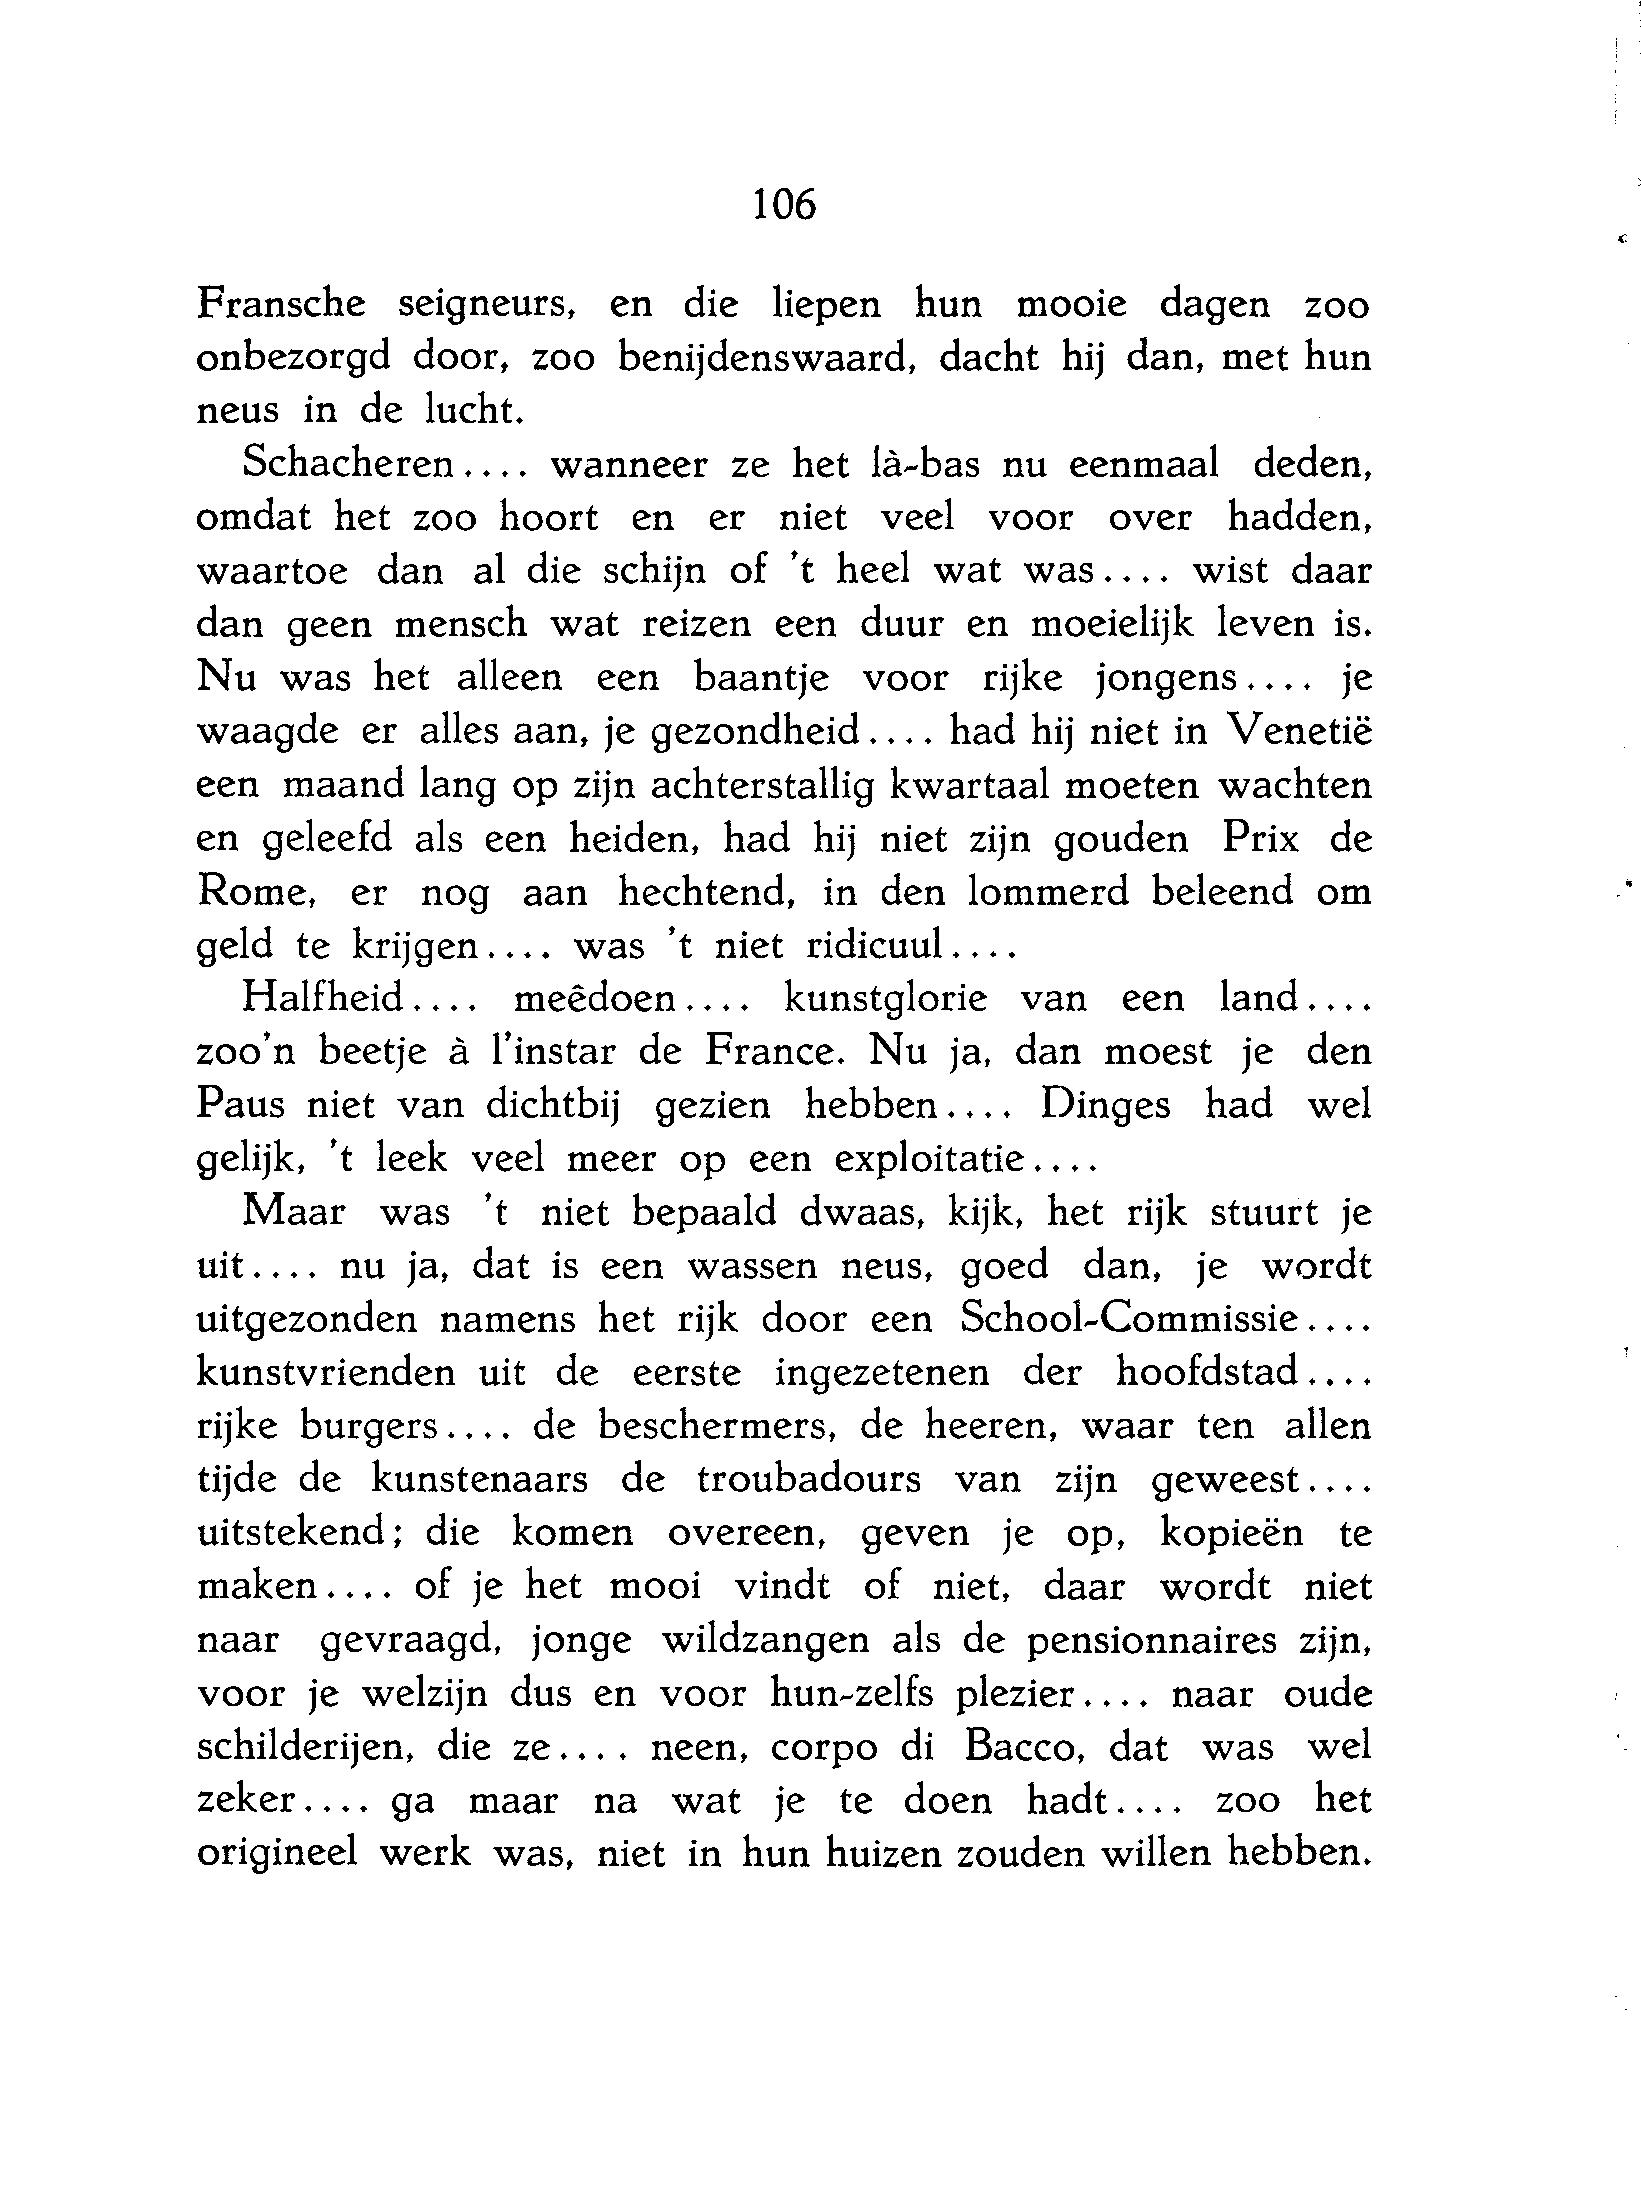 106
Fransche seigneurs, en die liepen hun mooie dagen zoo
onbezorgd door, zoo benijdenswaard, dacht hij dan, met hun
neus in de lucht.
Schacheren.... wanneer ze het là-bas nu eenmaal deden,
omdat het zoo hoort en er niet veel voor over hadden,
waartoe dan al die schijn of 't heel wat was.... wist daar
dan geen mensch wat reizen een duur en moeielijk leven is.
Nu was het alleen een baantje voor rijke jongens.... je
waagde er alles aan, je gezondheid.... had hij niet in Venetië
een maand lang op zijn achterstallig kwartaal moeten wachten
en geleefd als een heiden, had hij niet zijn gouden Prix de
Rome, er nog aan hechtend, in den lommerd beleend om
geld te krijgen.... was 't niet ridicuul....
Halfheid.... meêdoen.... kunstglorie van een land....
zoo'n beetje à l'instar de France. Nu ja, dan moest je den
Paus niet van dichtbij gezien hebben.... Dinges had wel
gelijk, 't leek veel meer op een exploitatie....
Maar was 't niet bepaald dwaas, kijk, het rijk stuurt je
uit.... nu ja, dat is een wassen neus, goed dan, je wordt
uitgezonden namens het rijk door een School-Commissie....
kunstvrienden uit de eerste ingezetenen der hoofdstad....
rijke burgers.... de beschermers, de heeren, waar ten allen
tijde de kunstenaars de troubadours van zijn geweest....
uitstekend; die komen overeen, geven je op, kopieën te
maken.... of je het mooi vindt of niet, daar wordt niet
naar gevraagd, jonge wildzangen als de pensionnaires zijn,
voor je welzijn dus en voor hun-zelfs plezier.... naar oude
schilderijen, die ze.... neen, corpo di Bacco, dat was wel
zeker.... ga maar na wat je te doen hadt.... zoo het
origineel werk was, niet in hun huizen zouden willen hebben.